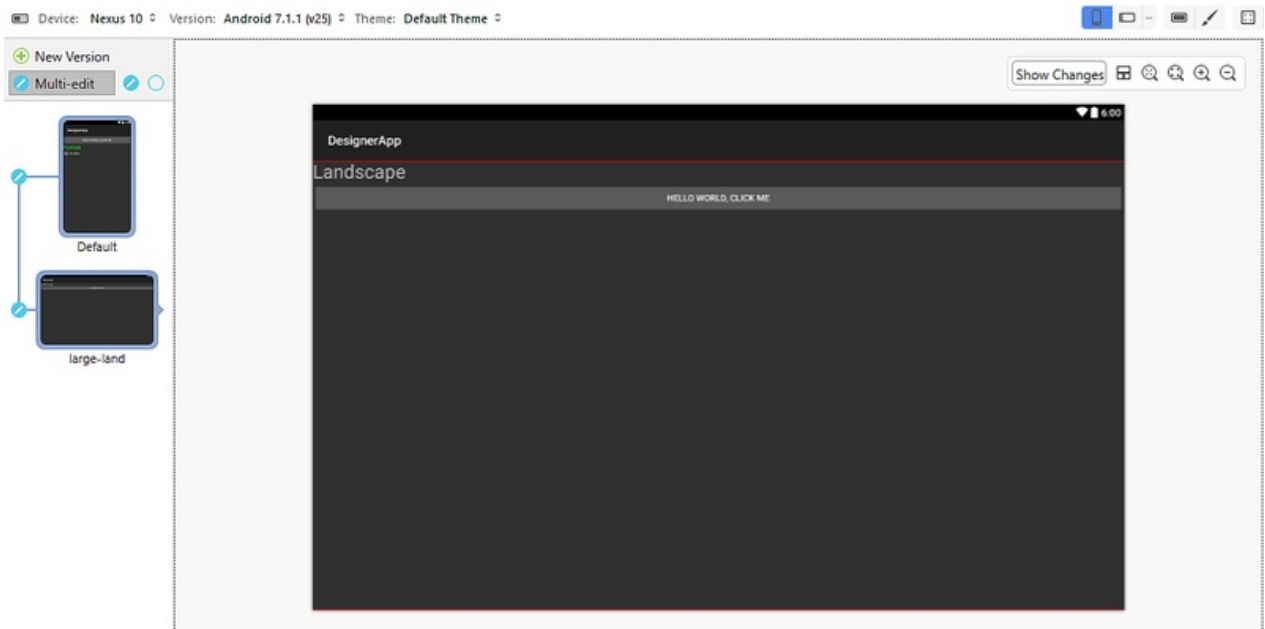 Device: Nexus 10 Version: Android 7.1.1 (v25) Theme: Default Theme
New Version
Multi-edit
Show Changes
6:00
DesignerApp
Landscape
HELLO WORLD, CLICK ME
Default
large-land